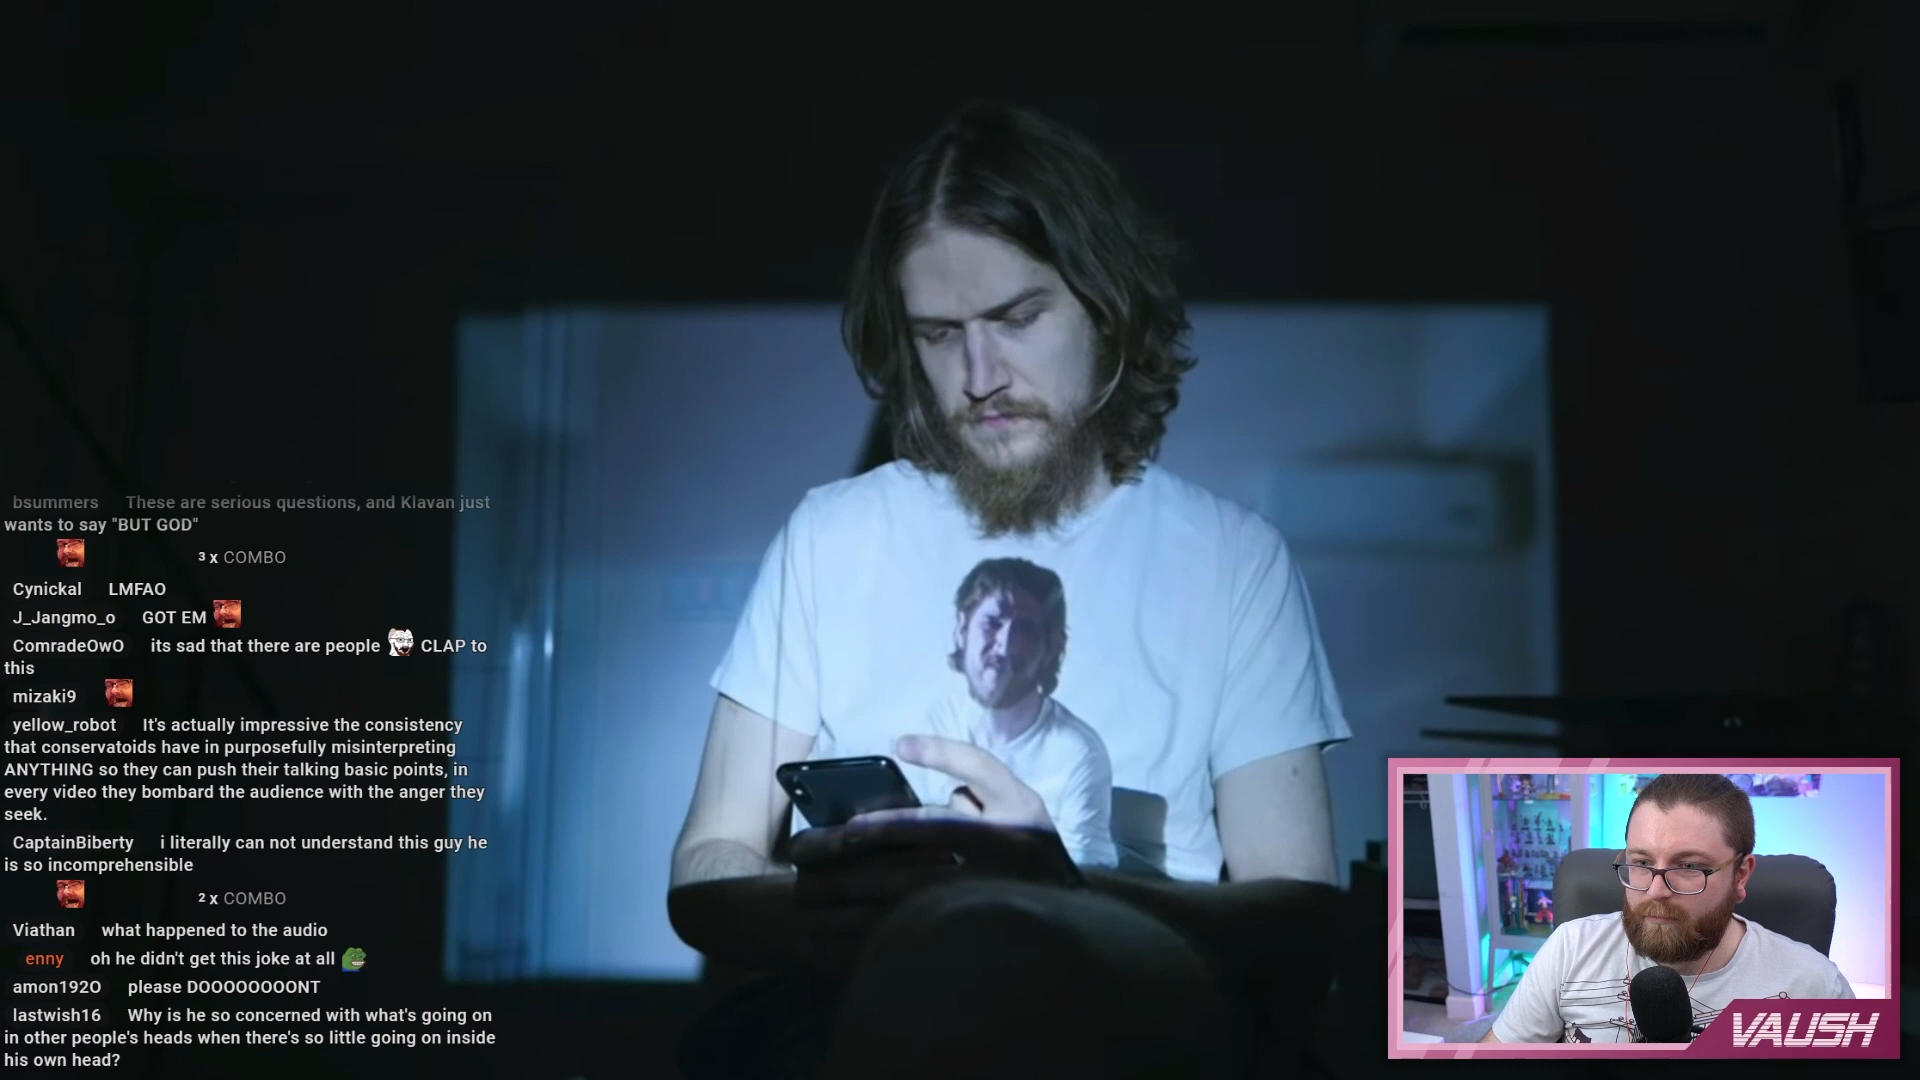 bsummers These are serious questions, and Klavan just
wants to say "BUT GOD"
3 x COMBO
Cynickal LMFAO
J_Jangmo_o GOT EM
ComradeOwO its sad that there are people CLAP to
this
mizaki9
yellow_robot It's actually impressive the consistency
that conservatoids have in purposefully misinterpreting
ANYTHING so they can push their talking basic points, in
every video they bombard the audience with the anger they
seek.
CaptainBiberty i literally can not understand this guy he
is so incomprehensible
2 x COMBO
Viathan what happened to the audio
enny oh he didn't get this joke at all
amon192O please DOOOOOOOONT
lastwish16 Why is he so concerned with what's going on
in other people's heads when there's so little going on inside
his own head?
VAUSH